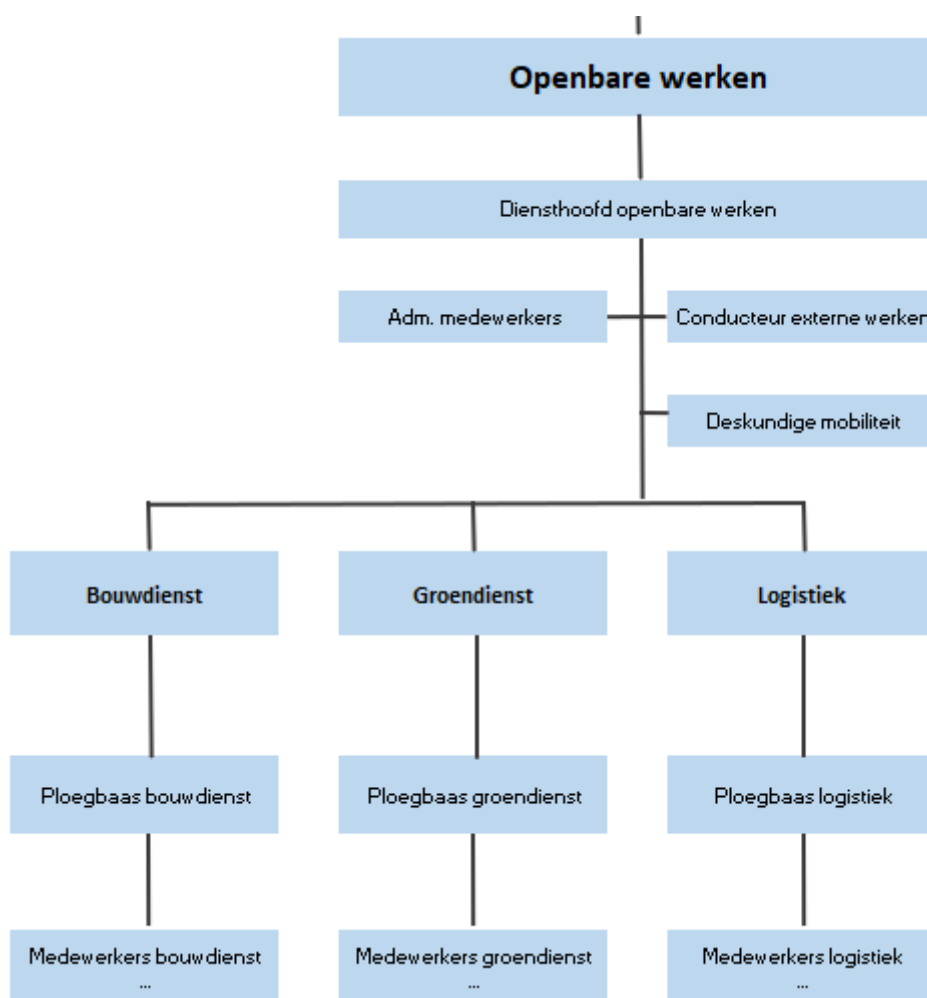 Openbare werken
Diensthoofd openbare werken
Adm. medewerkers
Conducteur externe werken
Deskundige mobiliteit
Bouwdienst
Groendienst
Logistiek
Ploegbaas bouwdienst
Ploegbaas groendienst
Ploegbaas logistiek
Medewerkers bouwdienst
...
Medewerkers groendienst
...
Medewerkers logistiek
...